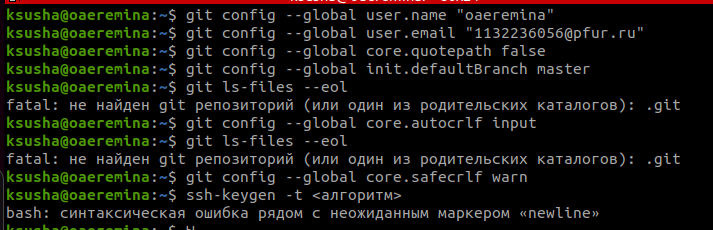 ksusha@oaeremina:~$ git config --global user.name "oaeremina"
ksusha@oaeremina:~$ git config --global user.email "1132236056@pfur.ru"
ksusha@oaeremina:~$ git config --global core.quotepath false
ksusha@oaeremina:~$ git config --global init.defaultBranch master
ksusha@oaeremina:~$ git ls-files --eol
fatal: не найден git репозиторий (или один из родительских каталогов): .git
ksusha@oaeremina:~$ git config --global core.autocrlf input
ksusha@oaeremina:~$ git ls-files --eol
fatal: не найден git репозиторий (или один из родительских каталогов): .git
ksusha@oaeremina:~$ git config --global core.safecrlf warn
ksusha@oaeremina:~$ ssh-keygen -t <алгоритм>
bash: синтаксическая ошибка рядом с неожиданным маркером «newline»